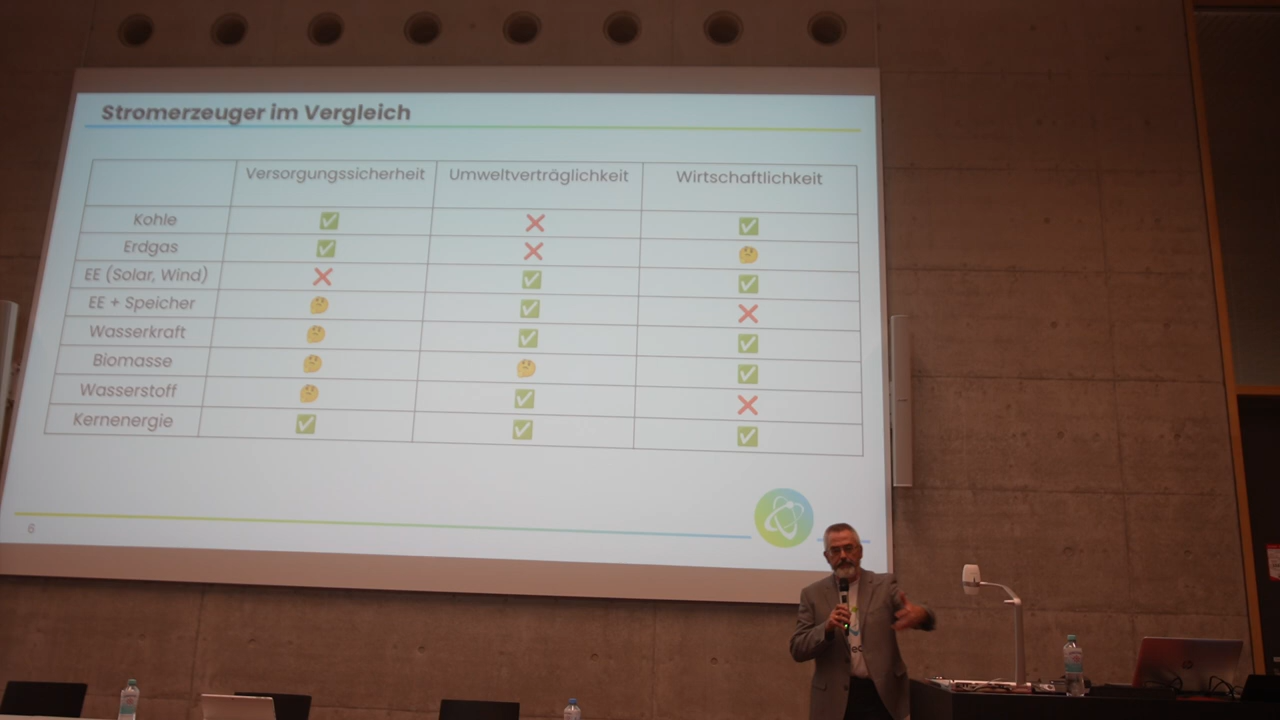 Stromerzeuger im Vergleich
Versorgungssicherheit Umweltverträglichkeit Wirtschaftlichkeit
Kohle ✅ ❌ ✅
Erdgas ✅ ❌ 🤔
EE (Solar, Wind) ❌ ✅ ✅
EE + Speicher 🤔 ✅ ❌
Wasserkraft 🤔 ✅ ✅
Biomasse 🤔 🤔 ✅
Wasserstoff 🤔 ✅ ❌
Kernenergie ✅ ✅ ✅
6